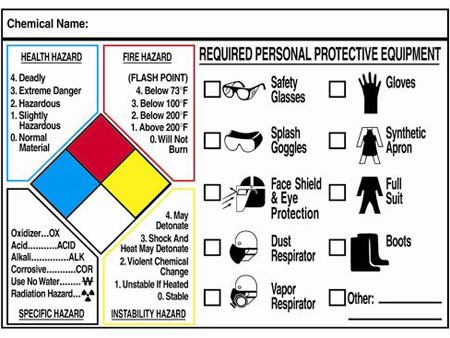 Chemical Name:
HEALTH HAZARD
4. Deadly
3. Extreme Danger
2. Hazardous
1. Slightly
Hazardous
0. Normal
Material
FIRE HAZARD
(FLASH POINT)
4. Below 73°F
3. Below 100°F
2. Below 200°F
1. Above 200°F
0. Will Not
Burn
Oxidizer...OX
Acid..........ACID
Alkali.............ALK
Corrosive..........COR
Use No Water........W
Radiation Hazard...
SPECIFIC HAZARD
4. May
Detonate
3. Shock And
Heat May Detonate
2. Violent Chemical
Change
1. Unstable If Heated
0. Stable
INSTABILITY HAZARD
REQUIRED PERSONAL PROTECTIVE EQUIPMENT
Safety
Glasses
Gloves
Splash
Goggles
Synthetic
Apron
Face Shield
& Eye
Protection
Full
Suit
Dust
Respirator
Boots
Vapor
Respirator
Other: